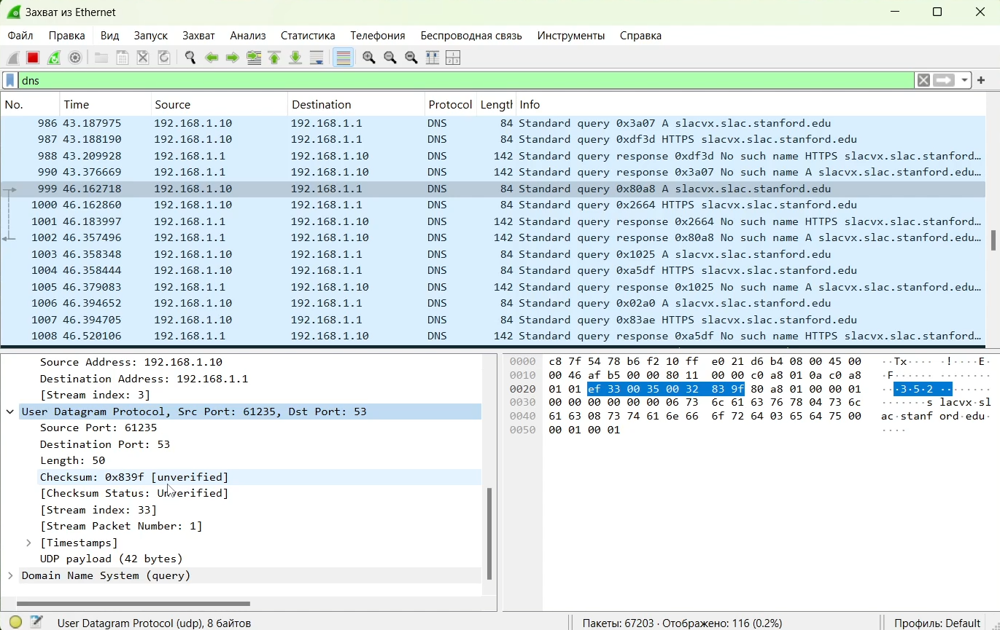 Захват из Ethernet
Файл Правка Вид Запуск Захват Анализ Статистика Телефония Беспроводная связь Инструменты Справка
dns
No. Time Source Destination Protocol Length Info
986 43.187975 192.168.1.10 192.168.1.1 DNS 84 Standard query 0x3a07 A slacvx.slac.stanford.edu
987 43.188190 192.168.1.10 192.168.1.1 DNS 84 Standard query 0xdf3d HTTPS slacvx.slac.stanford.edu
988 43.209928 192.168.1.1 192.168.1.10 DNS 142 Standard query response 0xdf3d No such name HTTPS slacvx.slac.stanford…
990 43.376669 192.168.1.1 192.168.1.10 DNS 142 Standard query response 0x3a07 No such name A slacvx.slac.stanford.edu…
999 46.162718 192.168.1.10 192.168.1.1 DNS 84 Standard query 0x80a8 A slacvx.slac.stanford.edu
1000 46.162860 192.168.1.10 192.168.1.1 DNS 84 Standard query 0x2664 HTTPS slacvx.slac.stanford.edu
1001 46.183997 192.168.1.1 192.168.1.10 DNS 142 Standard query response 0x2664 No such name HTTPS slacvx.slac.stanford…
1002 46.357496 192.168.1.1 192.168.1.10 DNS 142 Standard query response 0x80a8 No such name A slacvx.slac.stanford.edu…
1003 46.358348 192.168.1.10 192.168.1.1 DNS 84 Standard query 0x1025 A slacvx.slac.stanford.edu
1004 46.358444 192.168.1.10 192.168.1.1 DNS 84 Standard query 0xa5df HTTPS slacvx.slac.stanford.edu
1005 46.379083 192.168.1.1 192.168.1.10 DNS 142 Standard query response 0x1025 No such name A slacvx.slac.stanford.edu…
1006 46.394652 192.168.1.10 192.168.1.1 DNS 84 Standard query 0x02a0 A slacvx.slac.stanford.edu
1007 46.394705 192.168.1.10 192.168.1.1 DNS 84 Standard query 0x83ae HTTPS slacvx.slac.stanford.edu
1008 46.520106 192.168.1.1 192.168.1.10 DNS 142 Standard query response 0xa5df No such name HTTPS slacvx.slac.stanford…
Source Address: 192.168.1.10
Destination Address: 192.168.1.1
[Stream index: 3]
User Datagram Protocol, Src Port: 61235, Dst Port: 53
Source Port: 61235
Destination Port: 53
Length: 50
Checksum: 0x839f [unverified]
[Checksum Status: Unverified]
[Stream index: 33]
[Stream Packet Number: 1]
[Timestamps]
UDP payload (42 bytes)
Domain Name System (query)
0000 c8 7f 54 78 b6 f2 10 ff e0 21 d6 b4 08 00 45 00 ··Tx···· ·!····E·
0010 00 46 af b5 00 00 80 11 00 00 c0 a8 01 0a c0 a8 ·F······ ········
0020 01 01 ef 33 00 35 00 32 83 9f 80 a8 01 00 00 01 ···3·5·2 ········
0030 00 00 00 00 00 00 06 73 6c 61 63 76 78 04 73 6c ·······s lacvx·sl
0040 61 63 08 73 74 61 6e 66 6f 72 64 03 65 64 75 00 ac·stanf ord·edu·
0050 00 01 00 01 ····
User Datagram Protocol (udp), 8 байтов
Пакеты: 67203 · Отображено: 116 (0.2%)
Профиль: Default